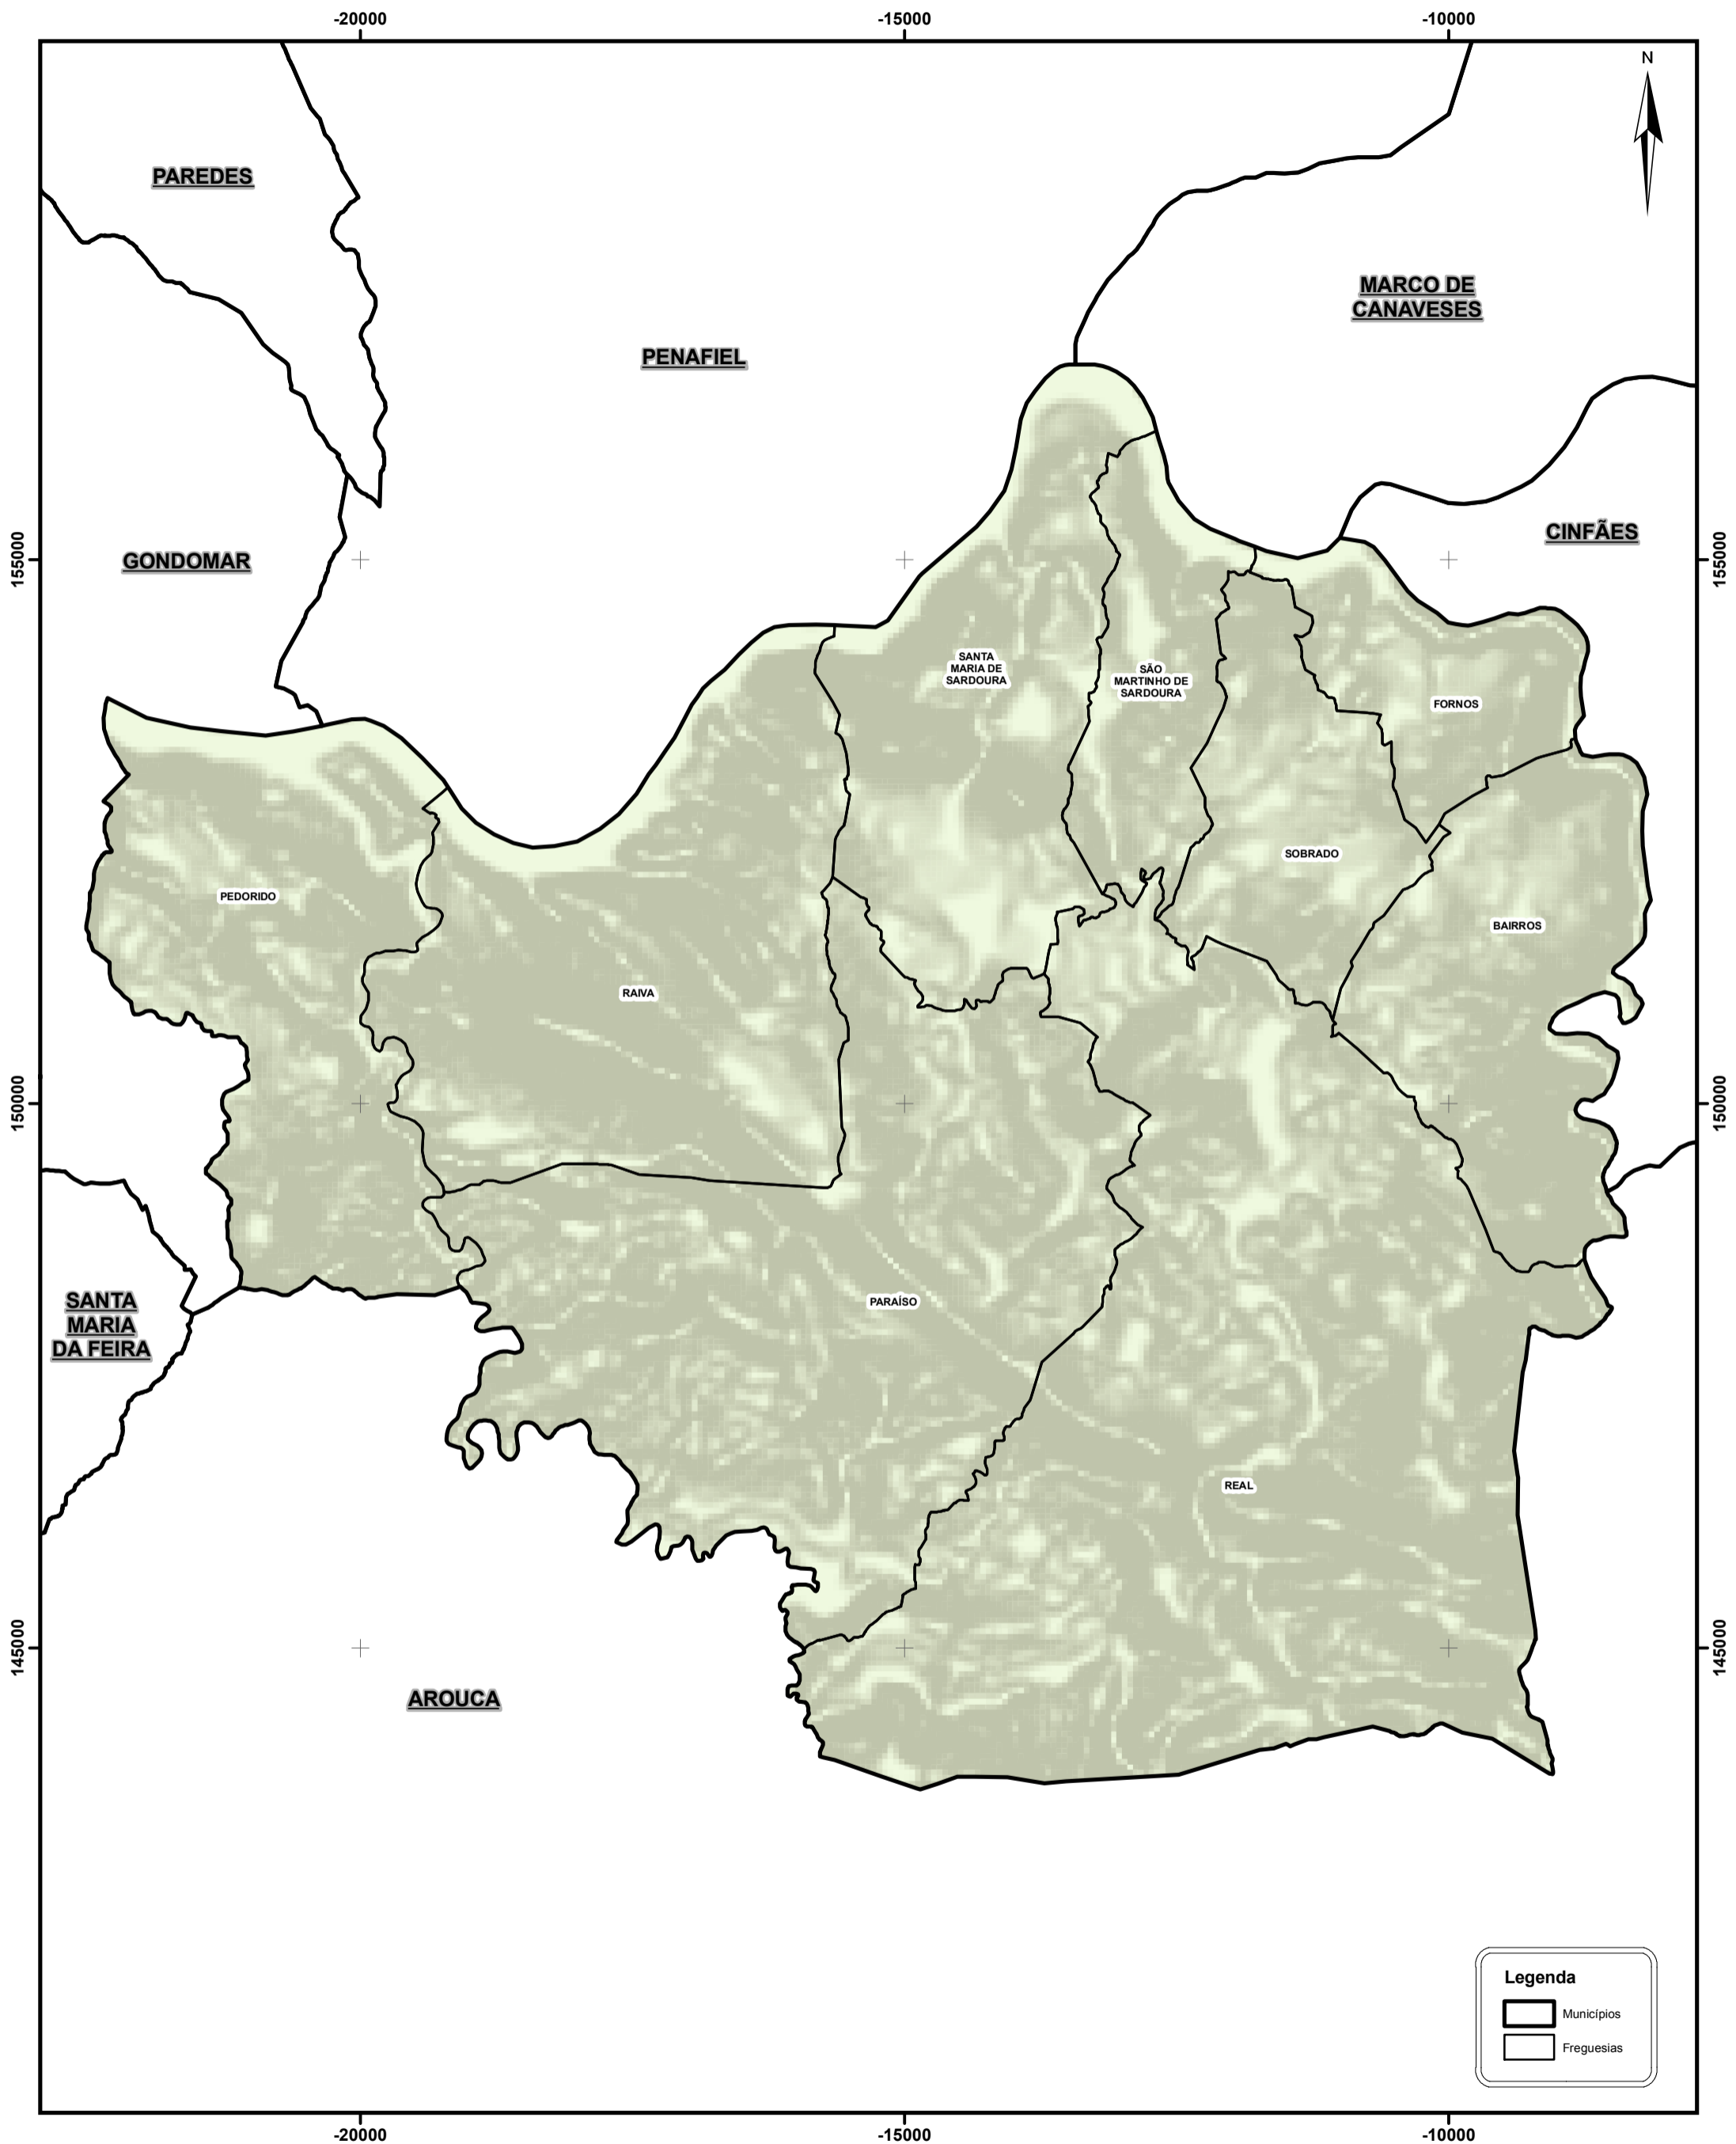 -20000
-15000
-10000
N
PAREDES
MARCO DE
CANAVESES
PENAFIEL
CINFÃES
155000
GONDOMAR
155000
SANTA
MARIA DE
SARDOURA
SÃO
MARTINHO DE
SARDOURA
FORNOS
SOBRADO
PEDORIDO
BAIRROS
RAIVA
150000
150000
SANTA
MARIA
DA FEIRA
PARAÍSO
REAL
145000
145000
AROUCA
Legenda
Municípios
Freguesias
-20000
-15000
-10000